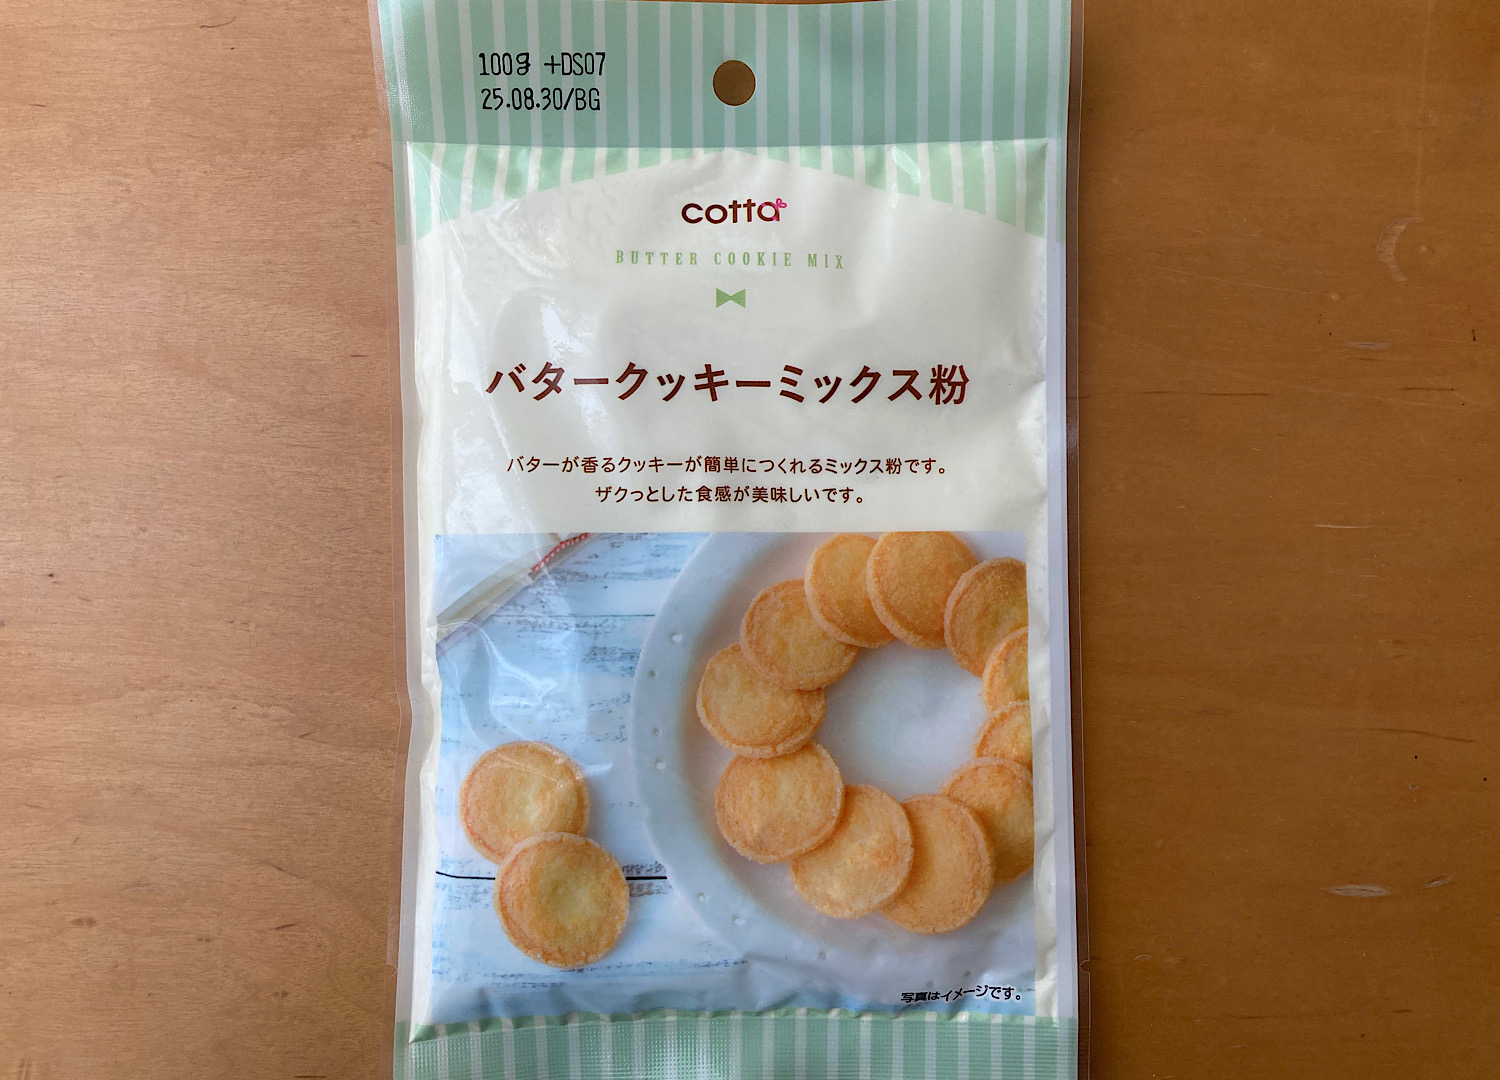 100g +DS07
25.08.30/BG
cotta
BUTTER COOKIE MIX
バタークッキーミックス粉
バターが香るクッキーが簡単につくれるミックス粉です。
ザクっとした食感が美味しいです。
写真はイメージです。